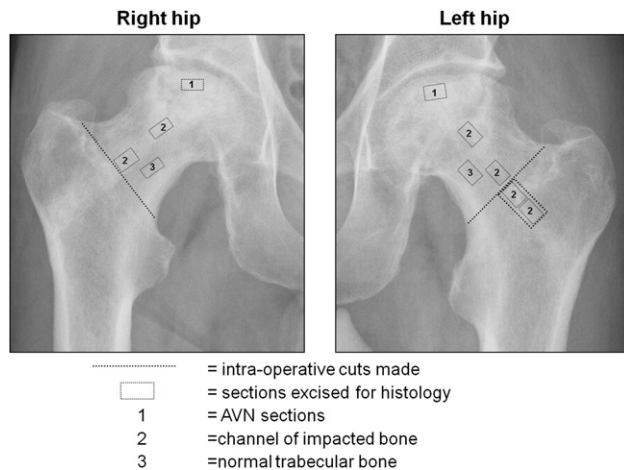 Right hip
Left hip
1
2
2
3
1
2
3
2
2
2
= intra-operative cuts made
= sections excised for histology
1 = AVN sections
2 =channel of impacted bone
3 =normal trabecular bone